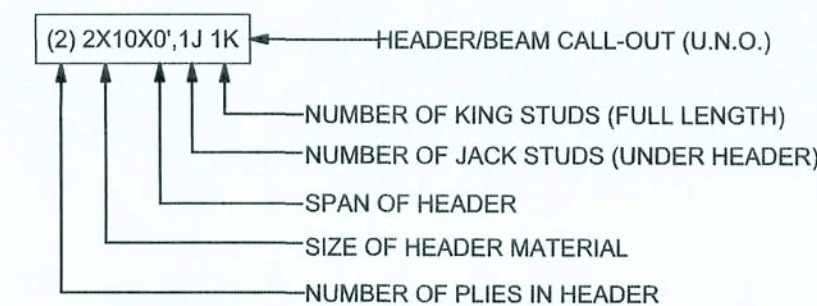 (2) 2X10X0',1J 1K
HEADER/BEAM CALL-OUT (U.N.O.)
NUMBER OF KING STUDS (FULL LENGTH)
NUMBER OF JACK STUDS (UNDER HEADER)
SPAN OF HEADER
SIZE OF HEADER MATERIAL
NUMBER OF PLIES IN HEADER